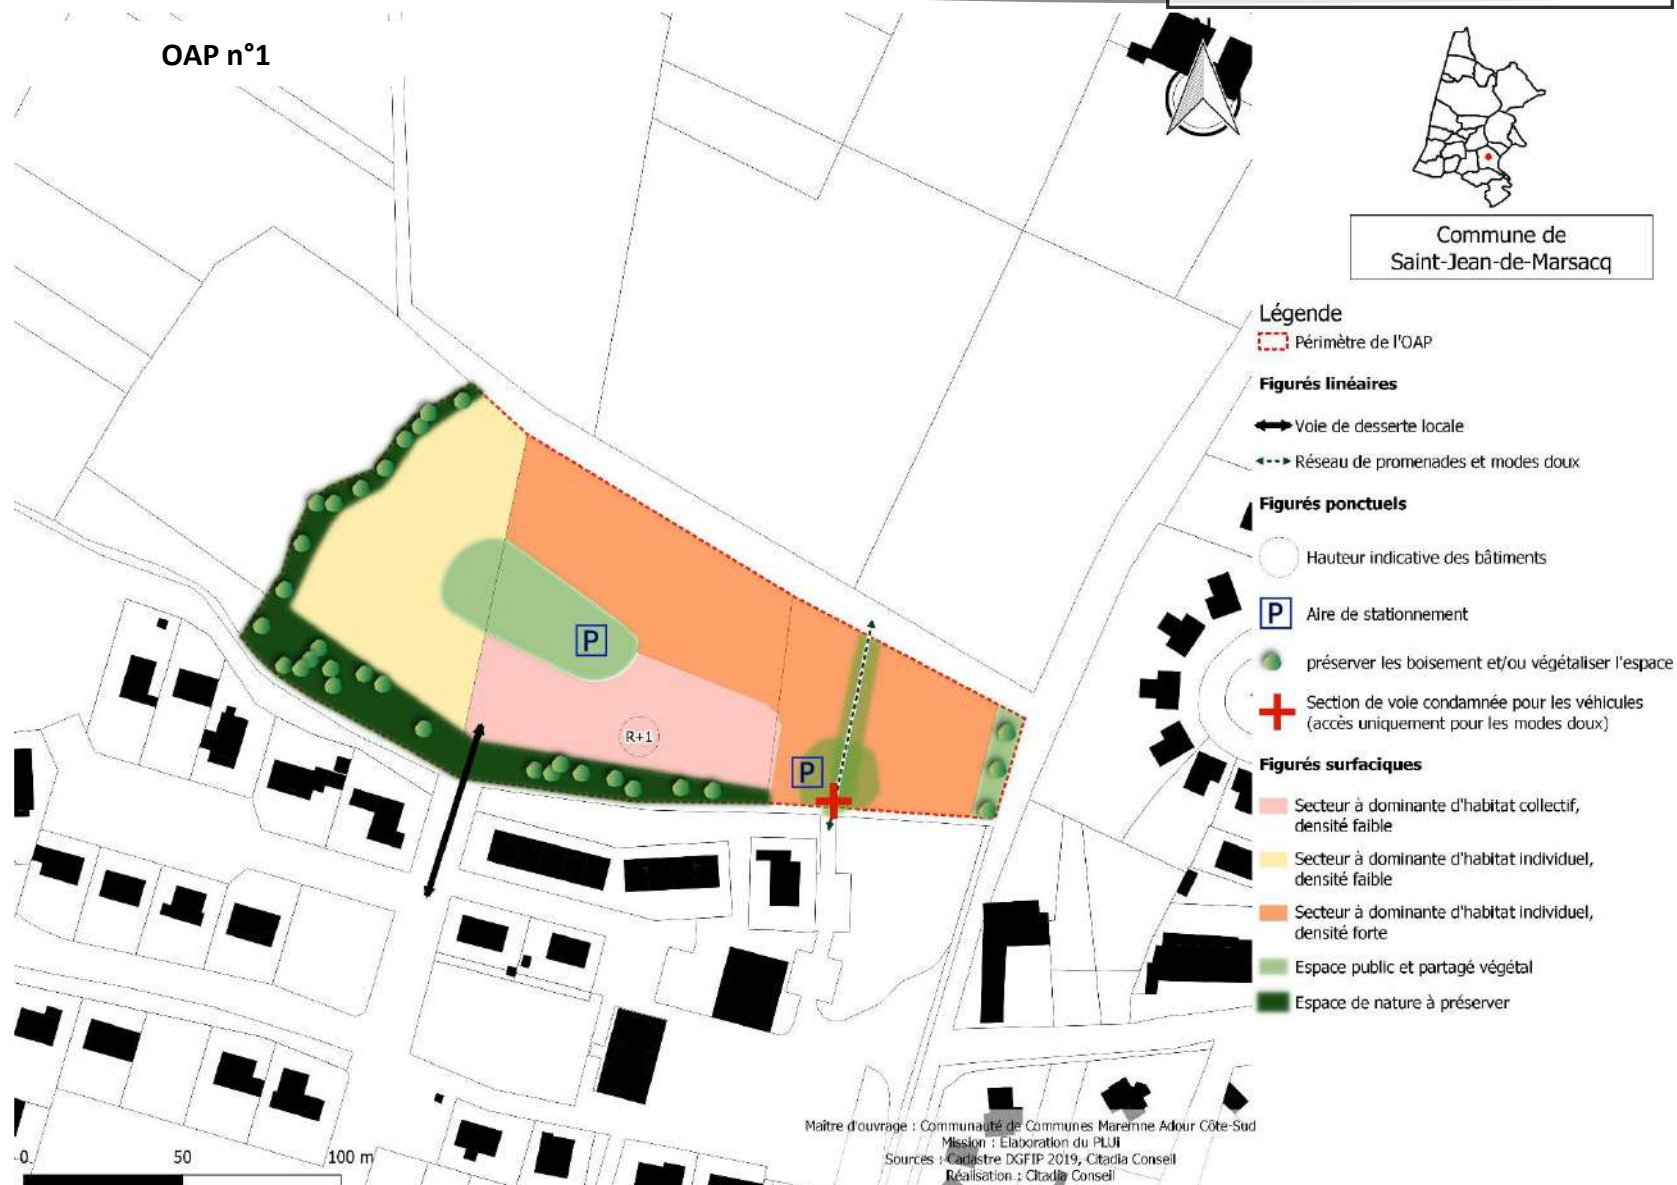 OAP n°1
Commune de
Saint-Jean-de-Marsacq
Légende
Périmètre de l'OAP
Figurés linéaires
Voie de desserte locale
Réseau de promenades et modes doux
Figurés ponctuels
Hauteur indicative des bâtiments
P
Aire de stationnement
préserver les boisement et/ou végétaliser l'espace
Section de voie condamnée pour les véhicules
(accès uniquement pour les modes doux)
Figurés surfaciques
Secteur à dominante d'habitat collectif,
densité faible
Secteur à dominante d'habitat individuel,
densité faible
Secteur à dominante d'habitat individuel,
densité forte
Espace public et partagé végétal
Espace de nature à préserver
P
R+1
P
0 50 100 m
Maître d'ouvrage : Communauté de Communes Maremne Adour Côte-Sud
Mission : Elaboration du PLUi
Sources : Cadastre DGFIP 2019, Citadia Conseil
Réalisation : Citadia Conseil